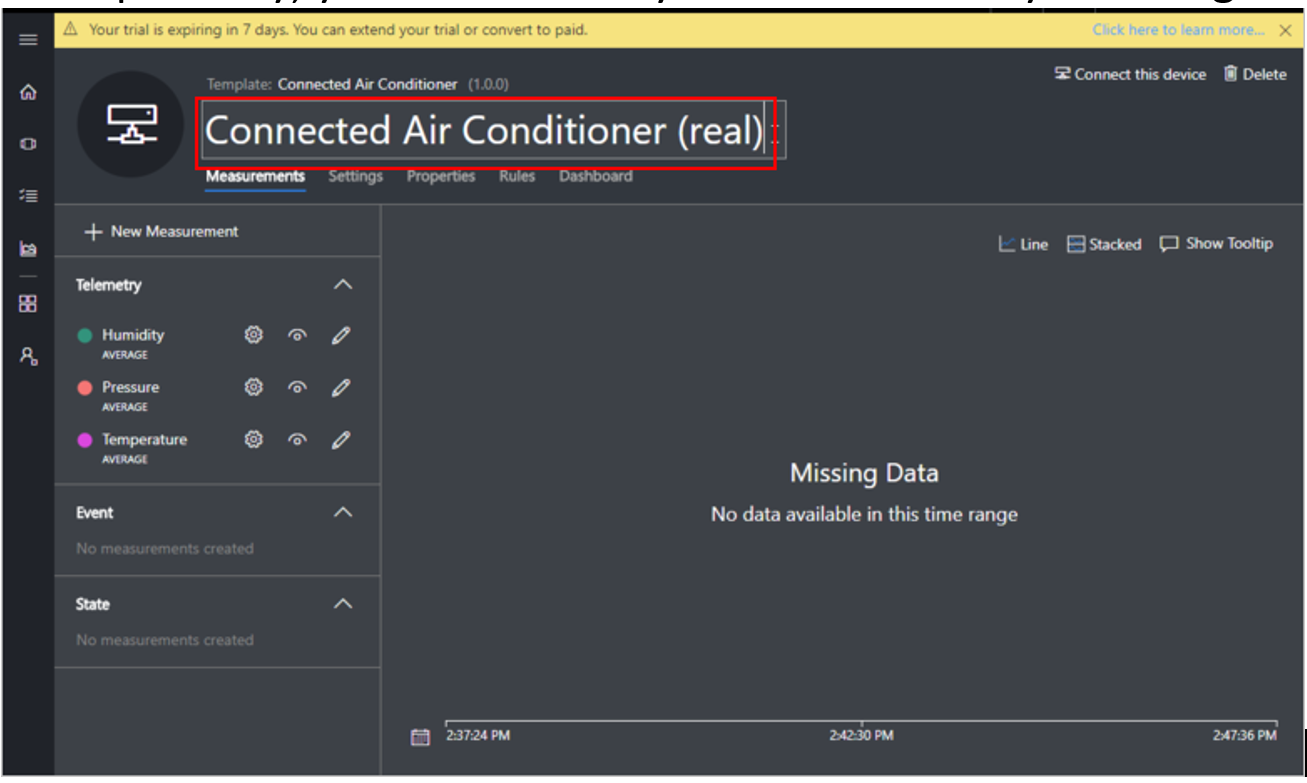 Your trial is expiring in 7 days. You can extend your trial or convert to paid. Click here to learn more...
Connect this device Delete
Template: Connected Air Conditioner (1.0.0)
Connected Air Conditioner (real)
Measurements Settings Properties Rules Dashboard
New Measurement
Line Stacked Show Tooltip
Telemetry
Humidity
AVERAGE
Pressure
AVERAGE
Temperature
AVERAGE
Missing Data
No data available in this time range
Event
No measurements created
State
No measurements created
2:37:24 PM 2:42:30 PM 2:47:36 PM